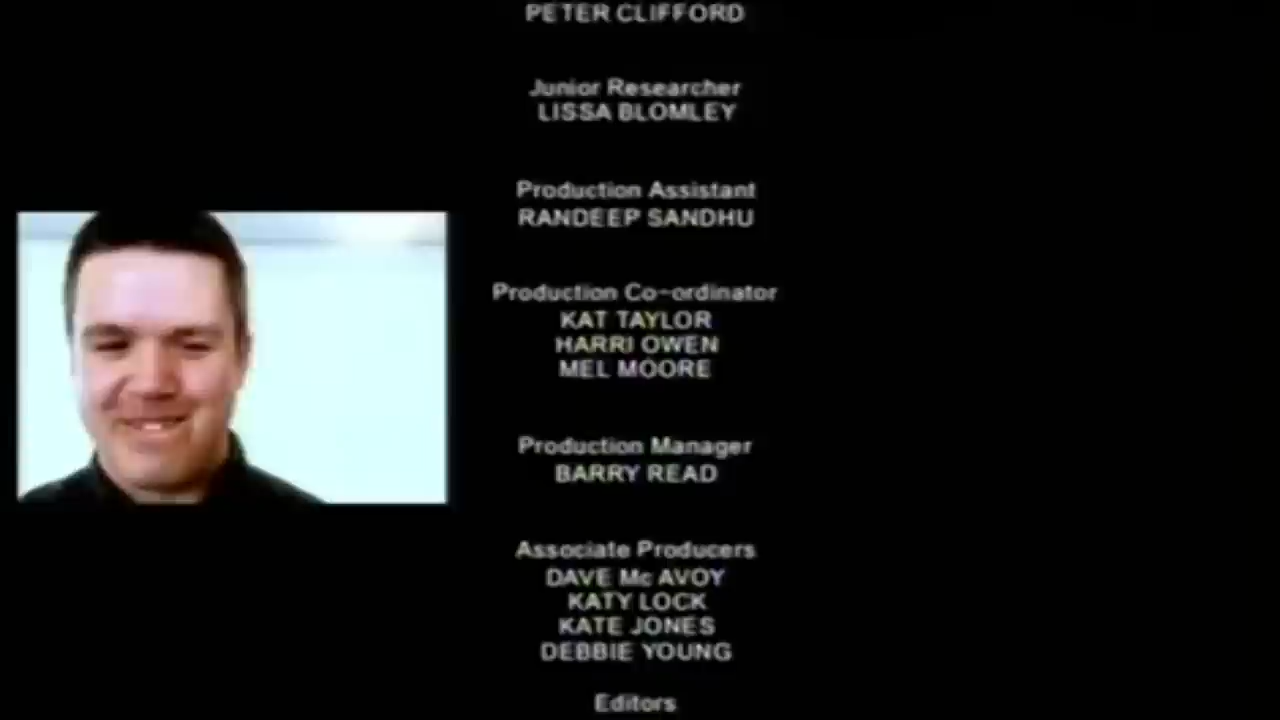 PETER CLIFFORD
Junior Researcher
LISSA BLOMLEY
Production Assistant
RANDEEP SANDHU
Production Co-ordinator
KAT TAYLOR
HARRI OWEN
MEL MOORE
Production Manager
BARRY READ
Associate Producers
DAVE Mc AVOY
KATY LOCK
KATE JONES
DEBBIE YOUNG
Editors